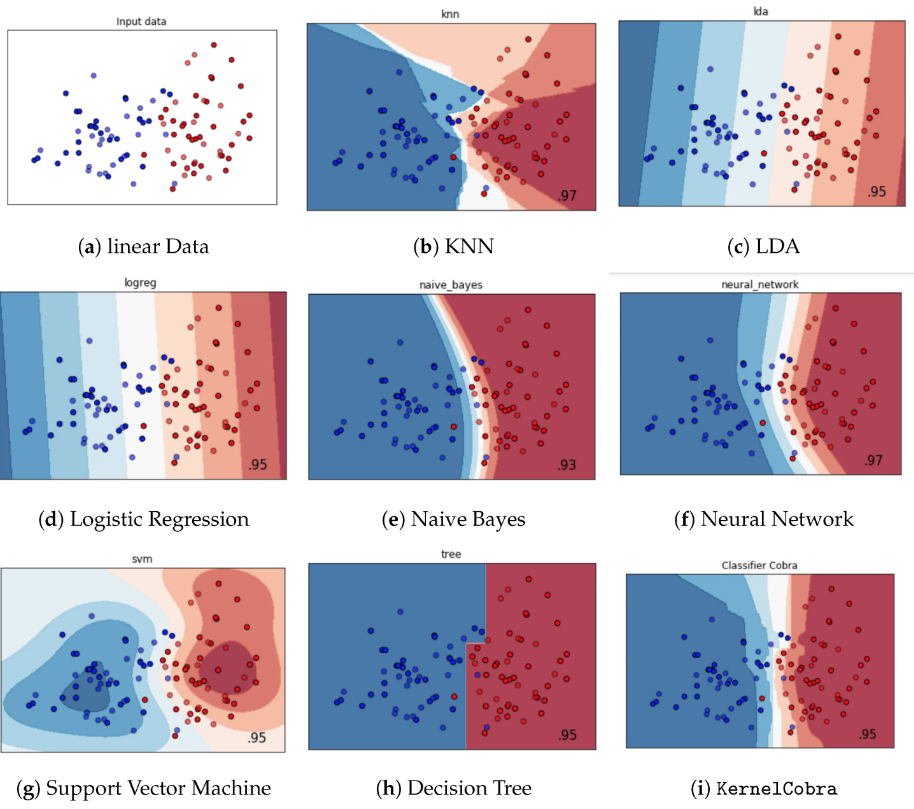 Input data
knn
lda
.97
.95
(a) linear Data
(b) KNN
(c) LDA
logreg
naive_bayes
neural_network
.95
.93
.97
(d) Logistic Regression
(e) Naive Bayes
(f) Neural Network
svm
tree
Classifier Cobra
.95
.95
.95
(g) Support Vector Machine
(h) Decision Tree
(i) KernelCobra